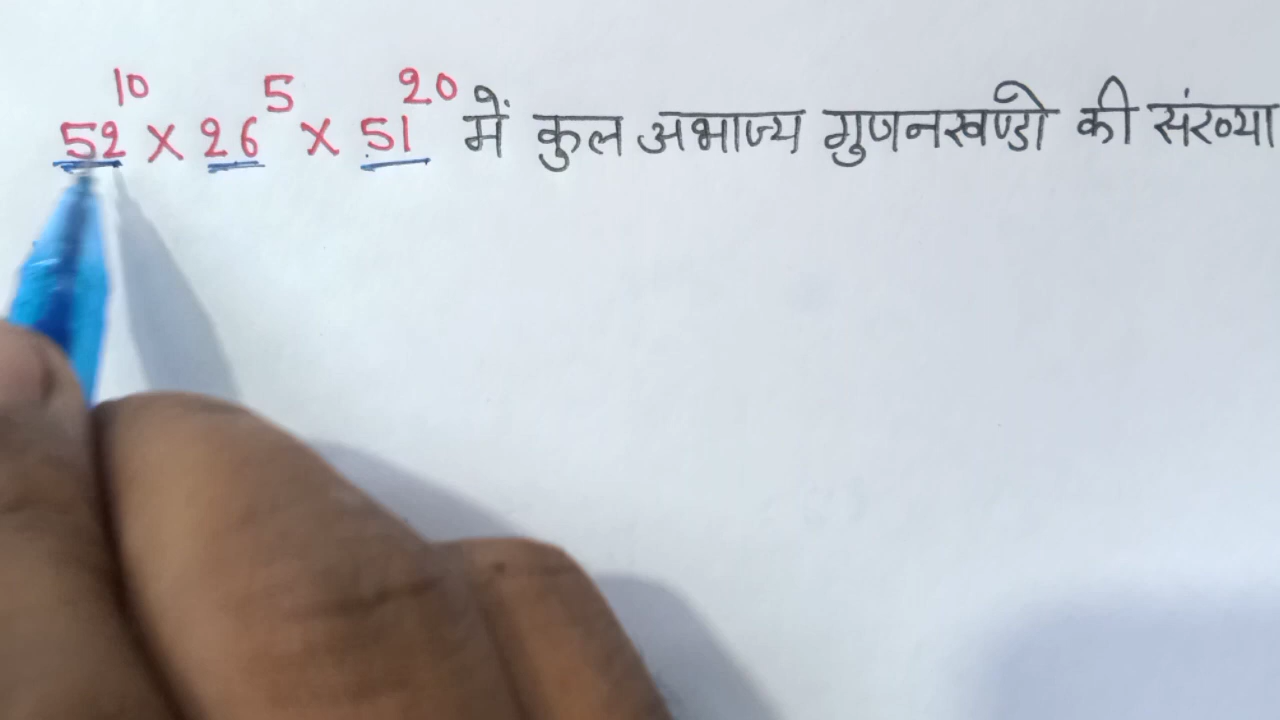 52¹⁰ × 26⁵ × 51²⁰ में कुल अभाज्य गुणनखण्डो की संख्या